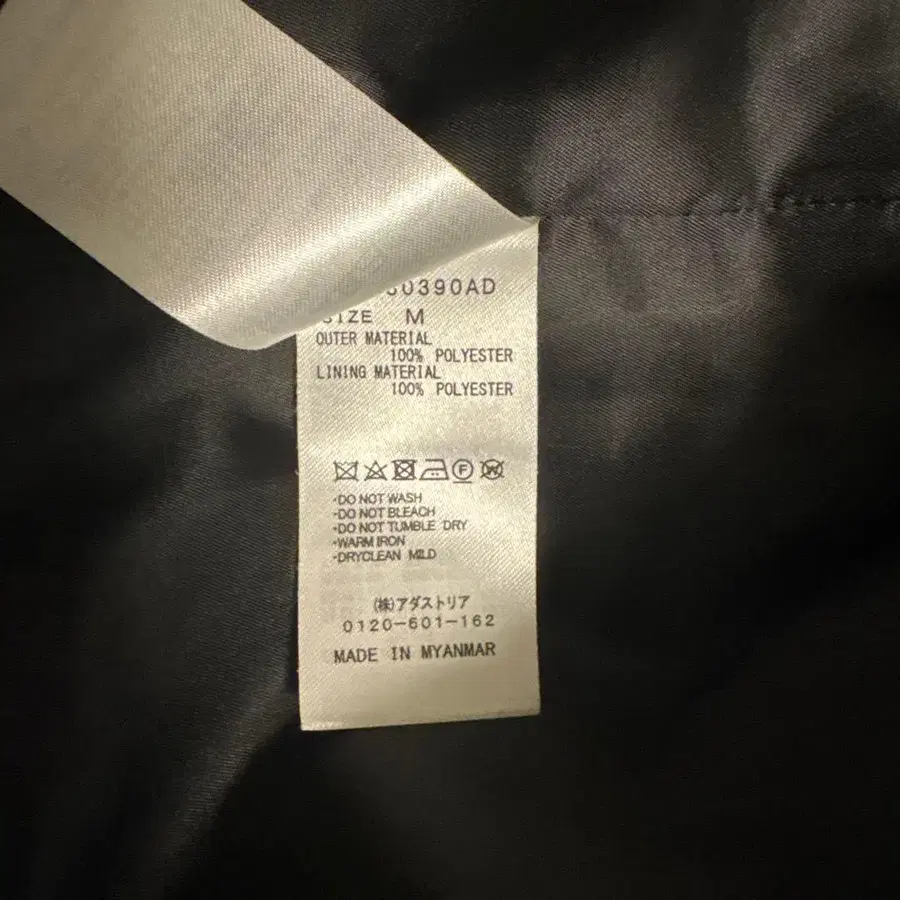 0390AD
SIZE M
OUTER MATERIAL
100% POLYESTER
LINING MATERIAL
100% POLYESTER
F W
・DO NOT WASH
・DO NOT BLEACH
・DO NOT TUMBLE DRY
・WARM IRON
・DRYCLEAN MILD
(株)アダストリア
0120-601-162
MADE IN MYANMAR